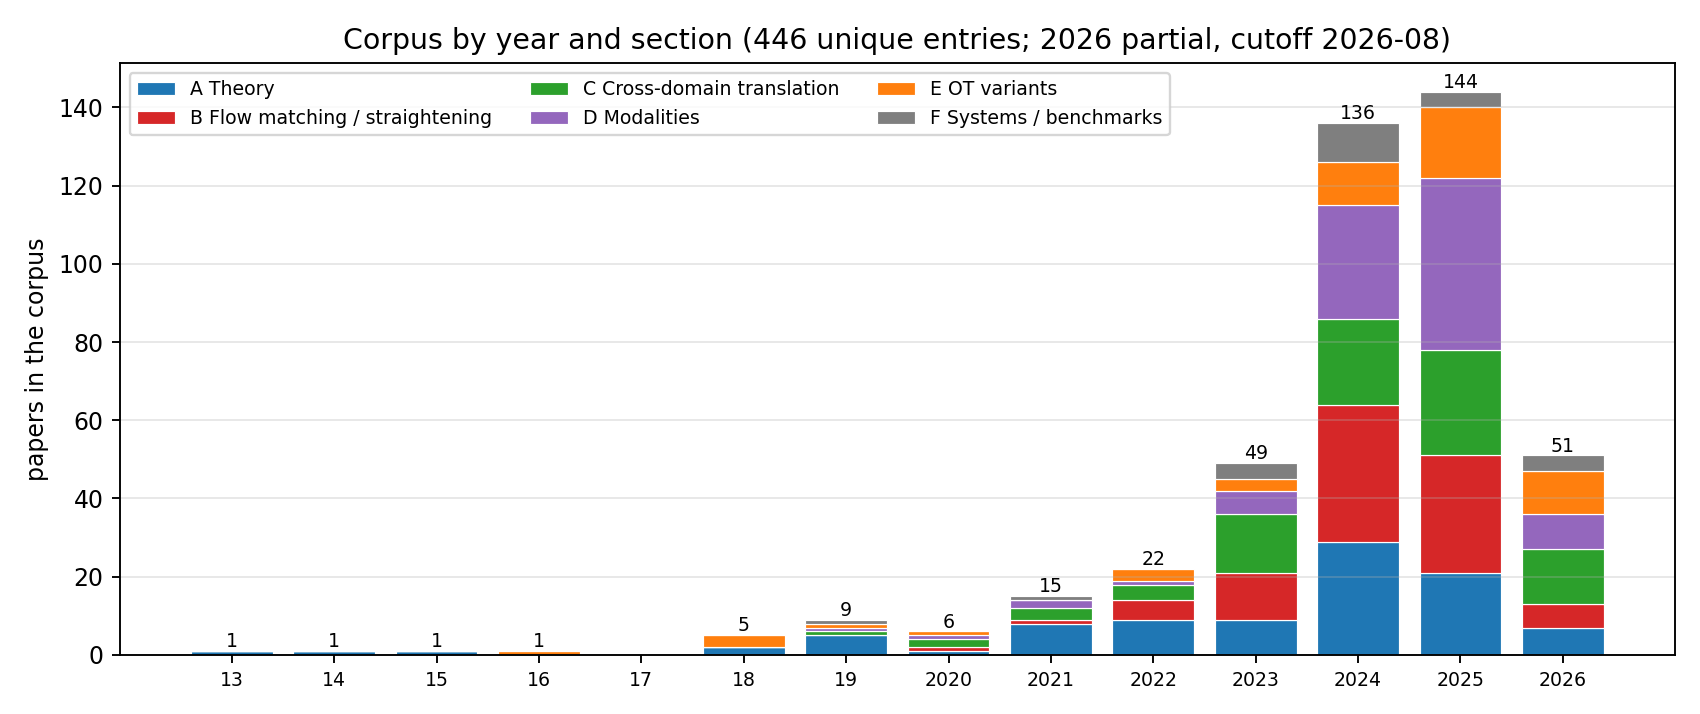 Corpus by year and section (446 unique entries; 2026 partial, cutoff 2026-08)
A Theory
B Flow matching / straightening
C Cross-domain translation
D Modalities
E OT variants
F Systems / benchmarks
papers in the corpus
140
120
100
80
60
40
20
0
1 1 1 1 5 9 6 15 22 49 136 144 51
13 14 15 16 17 18 19 2020 2021 2022 2023 2024 2025 2026